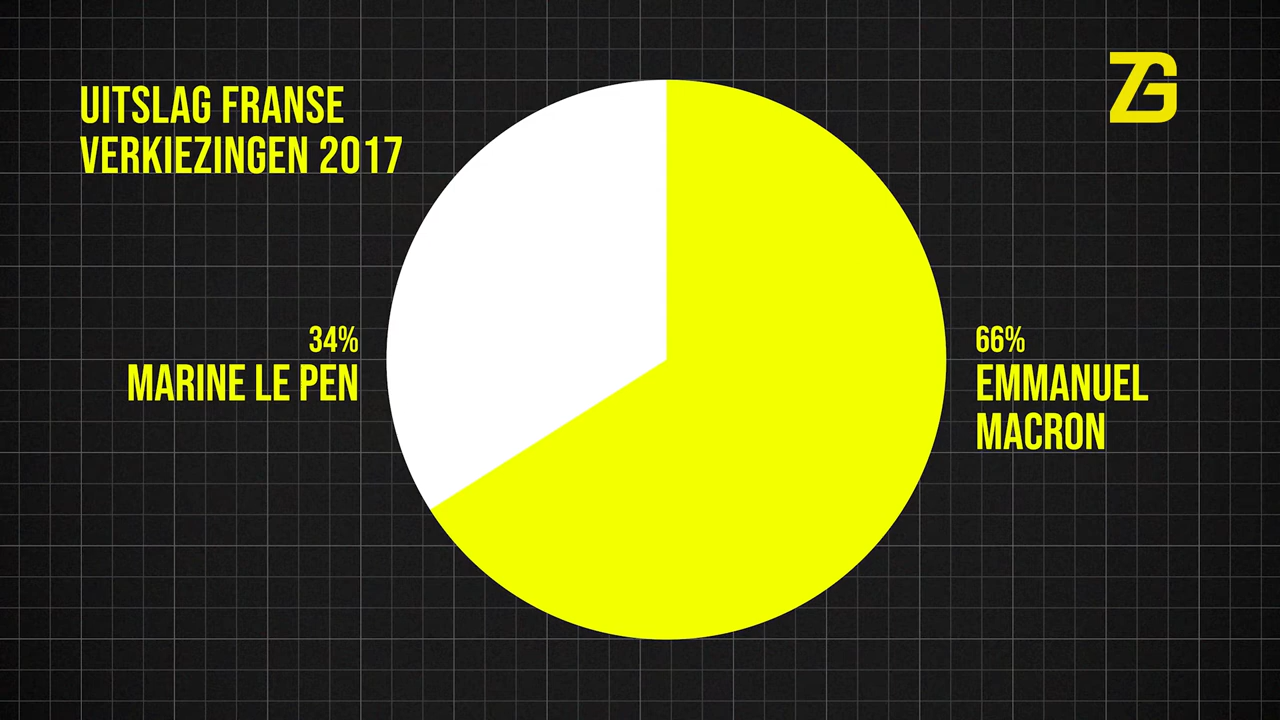 UITSLAG FRANSE
VERKIEZINGEN 2017
ZG
34%
MARINE LE PEN
66%
EMMANUEL
MACRON